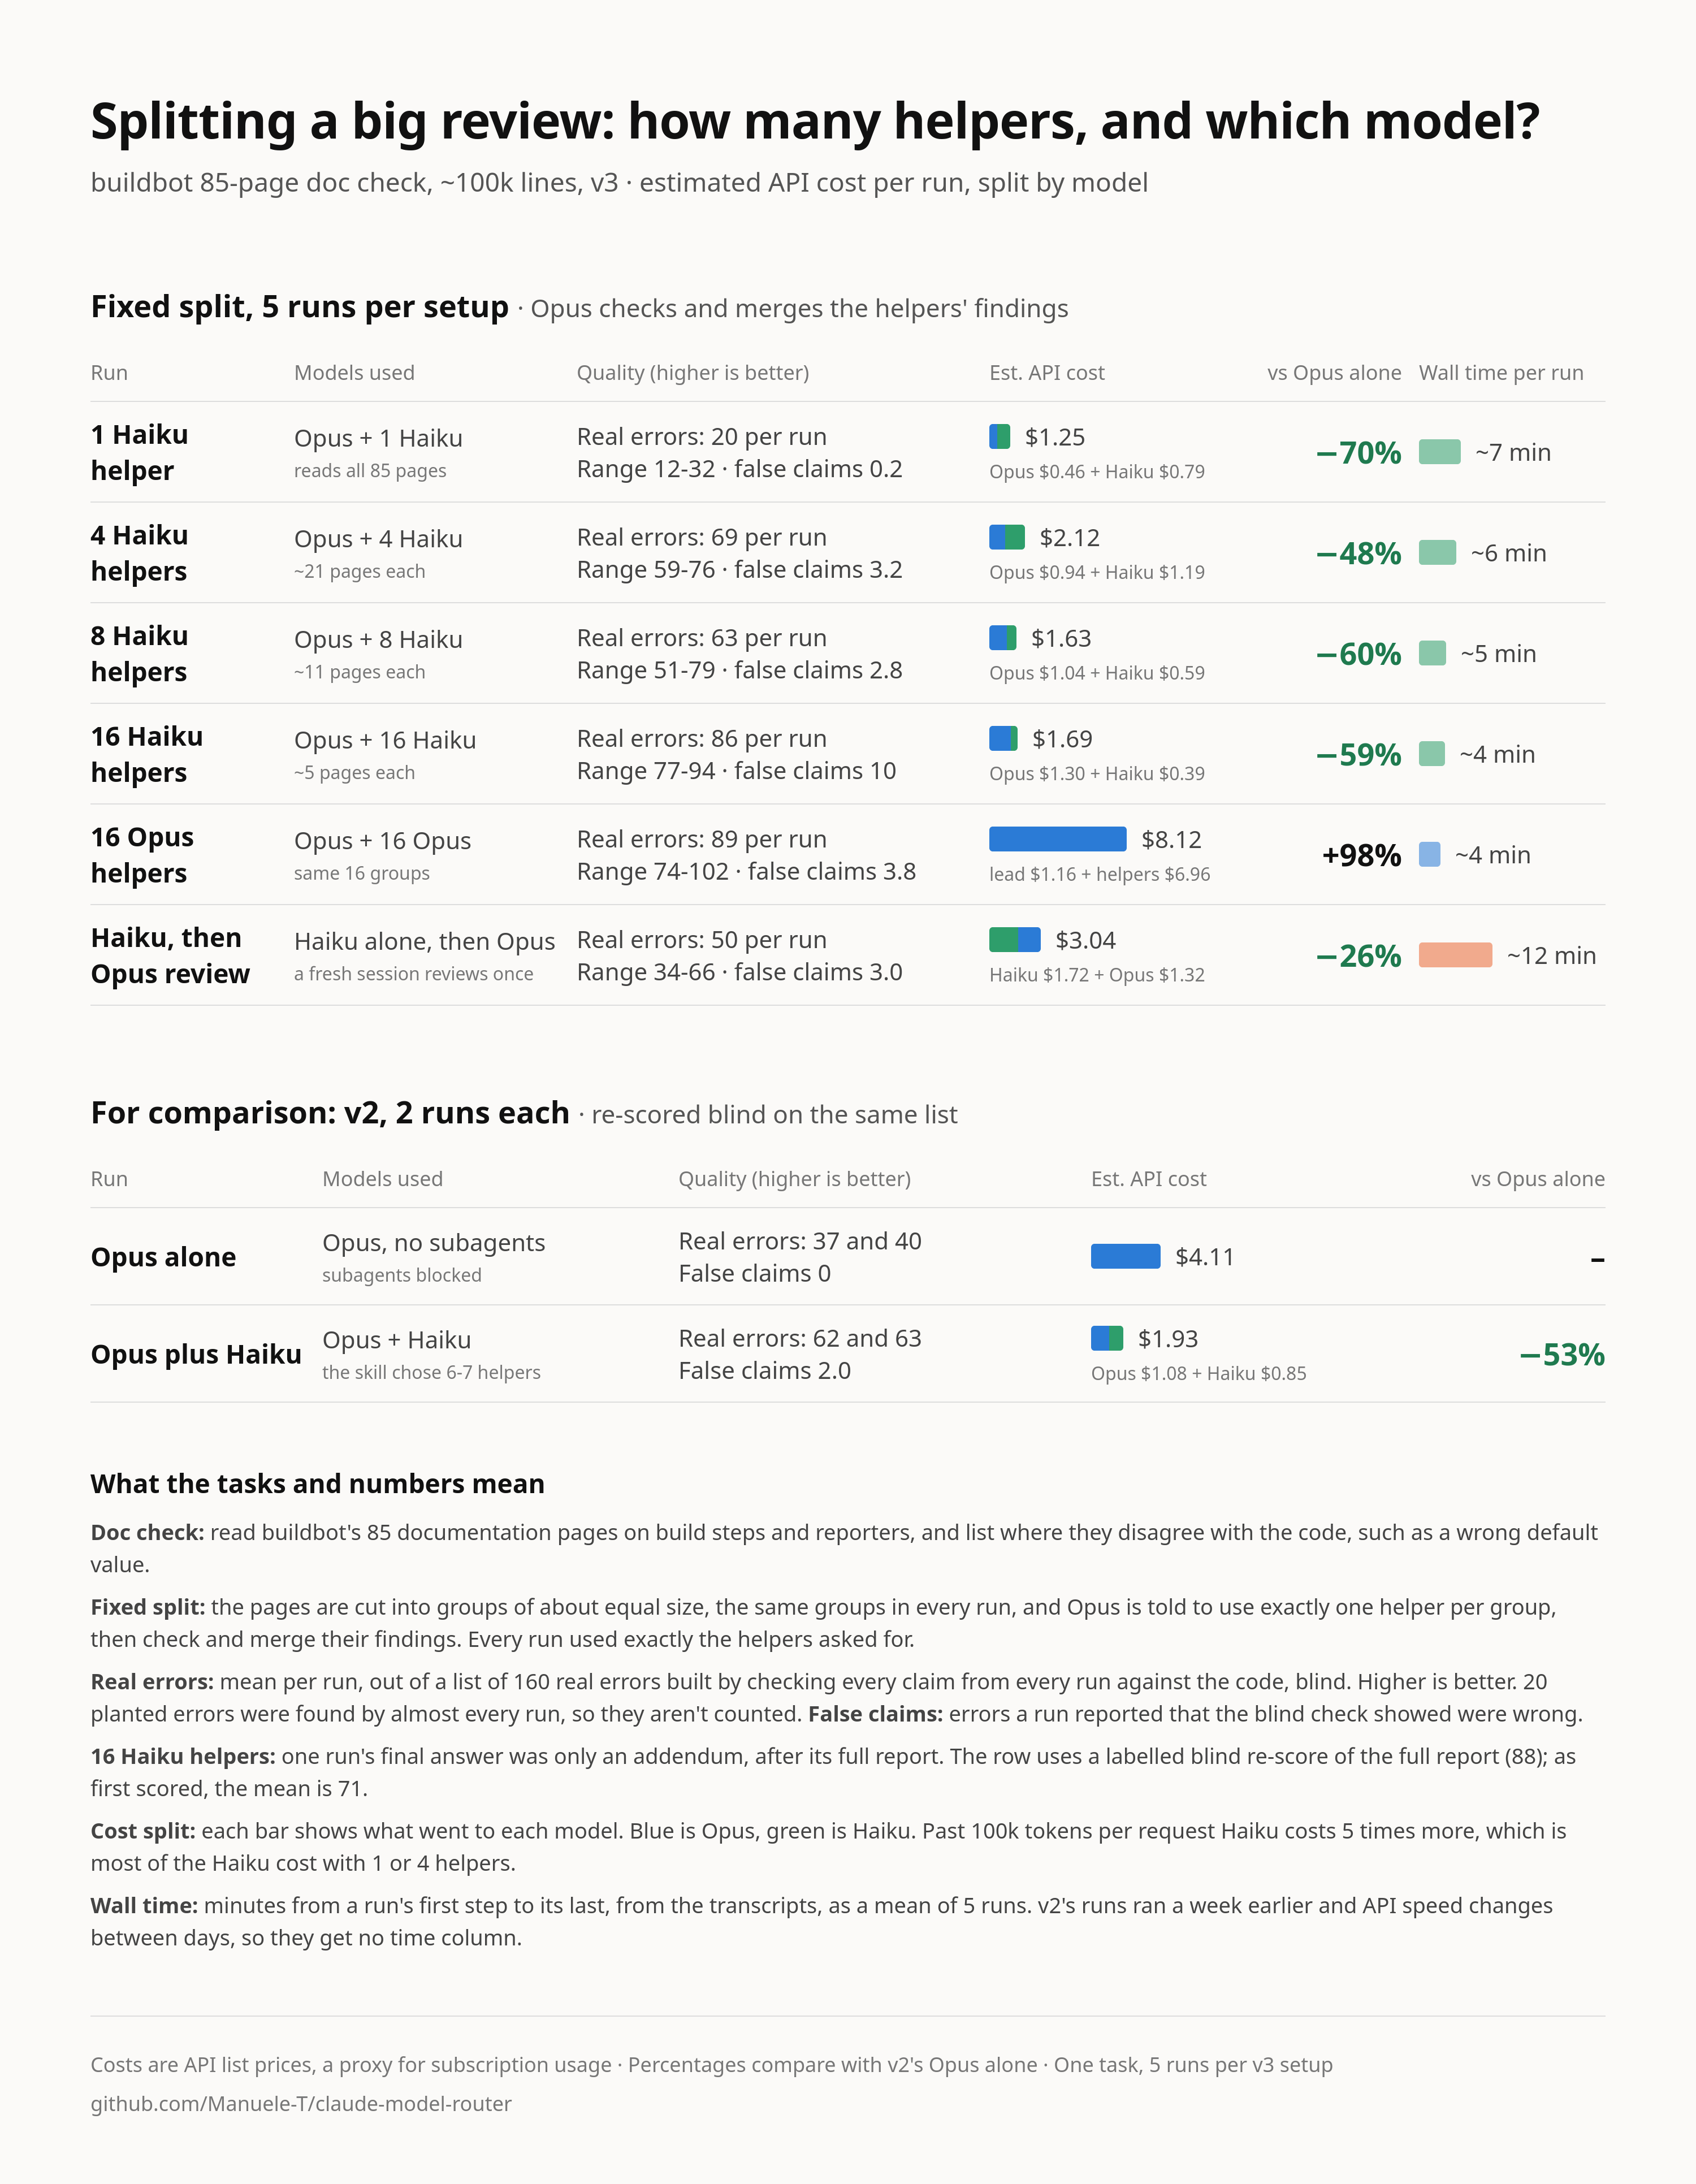 Splitting a big review: how many helpers, and which model?
buildbot 85-page doc check, ~100k lines, v3 · estimated API cost per run, split by model
Fixed split, 5 runs per setup · Opus checks and merges the helpers' findings
Run Models used Quality (higher is better) Est. API cost vs Opus alone Wall time per run
1 Haiku helper
Opus + 1 Haiku
reads all 85 pages
Real errors: 20 per run
Range 12-32 · false claims 0.2
$1.25
Opus $0.46 + Haiku $0.79
−70%
~7 min
4 Haiku helpers
Opus + 4 Haiku
~21 pages each
Real errors: 69 per run
Range 59-76 · false claims 3.2
$2.12
Opus $0.94 + Haiku $1.19
−48%
~6 min
8 Haiku helpers
Opus + 8 Haiku
~11 pages each
Real errors: 63 per run
Range 51-79 · false claims 2.8
$1.63
Opus $1.04 + Haiku $0.59
−60%
~5 min
16 Haiku helpers
Opus + 16 Haiku
~5 pages each
Real errors: 86 per run
Range 77-94 · false claims 10
$1.69
Opus $1.30 + Haiku $0.39
−59%
~4 min
16 Opus helpers
Opus + 16 Opus
same 16 groups
Real errors: 89 per run
Range 74-102 · false claims 3.8
$8.12
lead $1.16 + helpers $6.96
+98%
~4 min
Haiku, then Opus review
Haiku alone, then Opus
a fresh session reviews once
Real errors: 50 per run
Range 34-66 · false claims 3.0
$3.04
Haiku $1.72 + Opus $1.32
−26%
~12 min
For comparison: v2, 2 runs each · re-scored blind on the same list
Run Models used Quality (higher is better) Est. API cost vs Opus alone
Opus alone
Opus, no subagents
subagents blocked
Real errors: 37 and 40
False claims 0
$4.11
–
Opus plus Haiku
Opus + Haiku
the skill chose 6-7 helpers
Real errors: 62 and 63
False claims 2.0
$1.93
Opus $1.08 + Haiku $0.85
−53%
What the tasks and numbers mean
Doc check: read buildbot's 85 documentation pages on build steps and reporters, and list where they disagree with the code, such as a wrong default
value.
Fixed split: the pages are cut into groups of about equal size, the same groups in every run, and Opus is told to use exactly one helper per group,
then check and merge their findings. Every run used exactly the helpers asked for.
Real errors: mean per run, out of a list of 160 real errors built by checking every claim from every run against the code, blind. Higher is better. 20
planted errors were found by almost every run, so they aren't counted. False claims: errors a run reported that the blind check showed were wrong.
16 Haiku helpers: one run's final answer was only an addendum, after its full report. The row uses a labelled blind re-score of the full report (88); as
first scored, the mean is 71.
Cost split: each bar shows what went to each model. Blue is Opus, green is Haiku. Past 100k tokens per request Haiku costs 5 times more, which is
most of the Haiku cost with 1 or 4 helpers.
Wall time: minutes from a run's first step to its last, from the transcripts, as a mean of 5 runs. v2's runs ran a week earlier and API speed changes
between days, so they get no time column.
Costs are API list prices, a proxy for subscription usage · Percentages compare with v2's Opus alone · One task, 5 runs per v3 setup
github.com/Manuele-T/claude-model-router